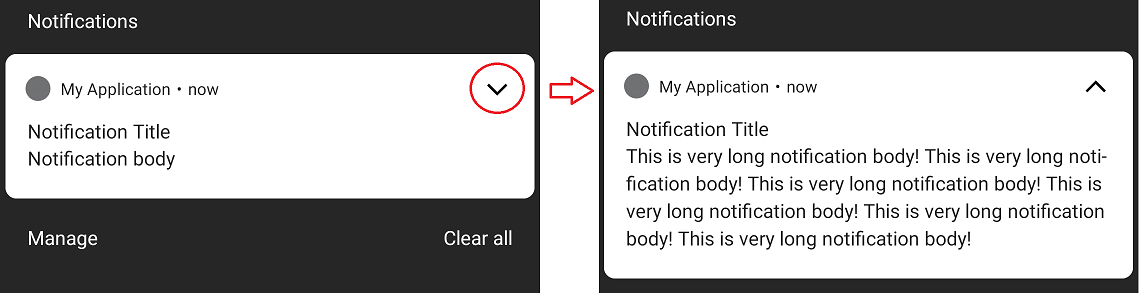 Notifications
My Application • now
Notification Title
Notification body
Manage
Clear all
Notifications
My Application • now
Notification Title
This is very long notification body! This is very long noti-
fication body! This is very long notification body! This is
very long notification body! This is very long notification
body! This is very long notification body!